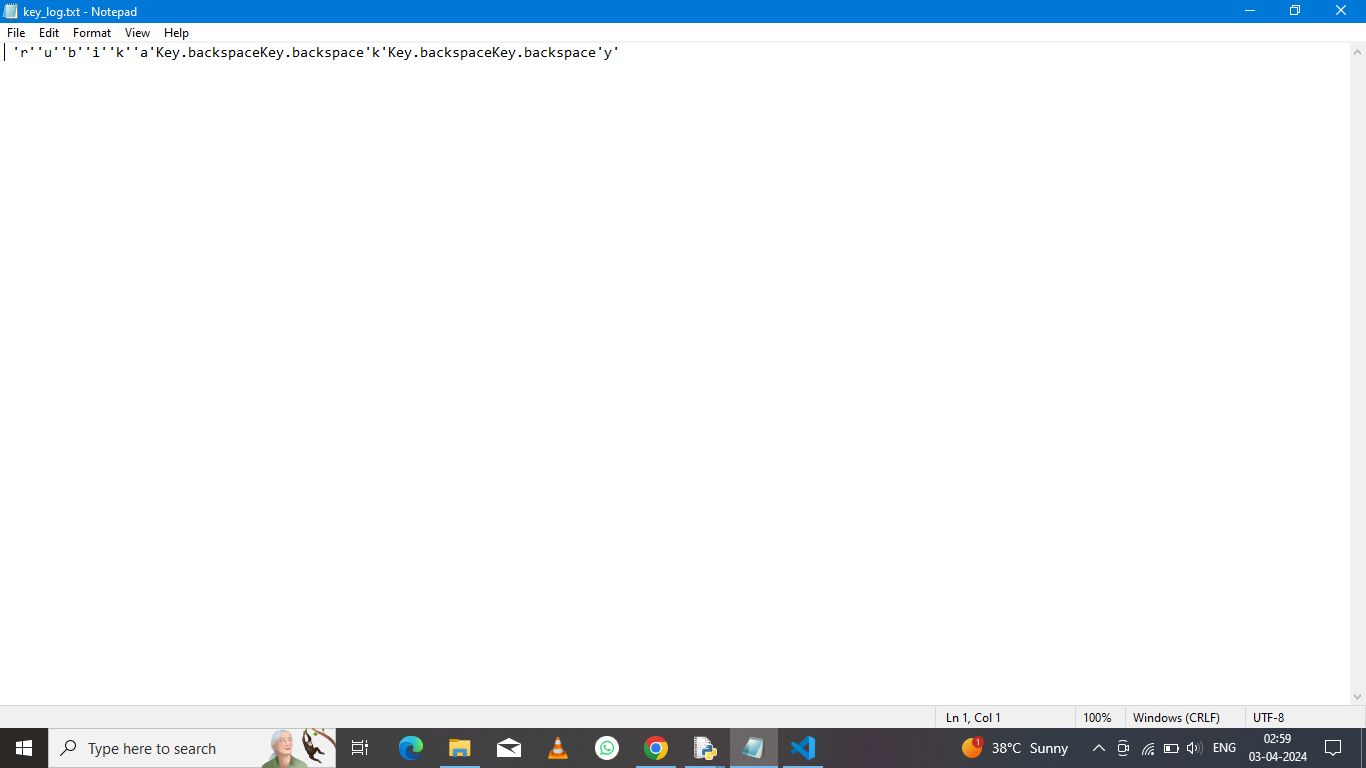 key_log.txt - Notepad
File Edit Format View Help
'r''u''b''i''k''a'Key.backspaceKey.backspace'k'Key.backspaceKey.backspace'y'
Ln 1, Col 1 100% Windows (CRLF) UTF-8
Type here to search 1 38°C Sunny ENG 02:59
03-04-2024